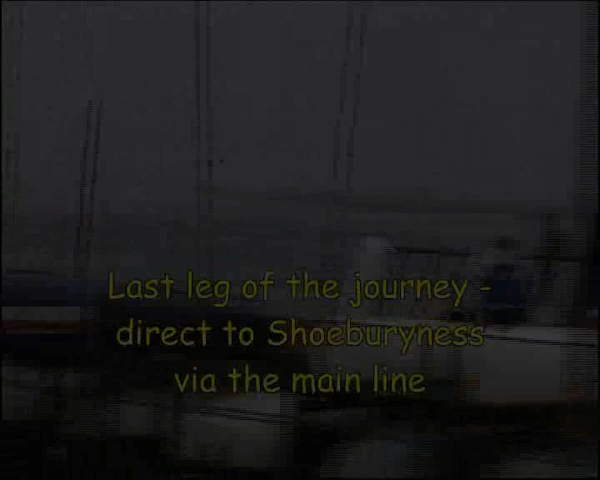 Last leg of the journey -
direct to Shoeburyness
via the main line